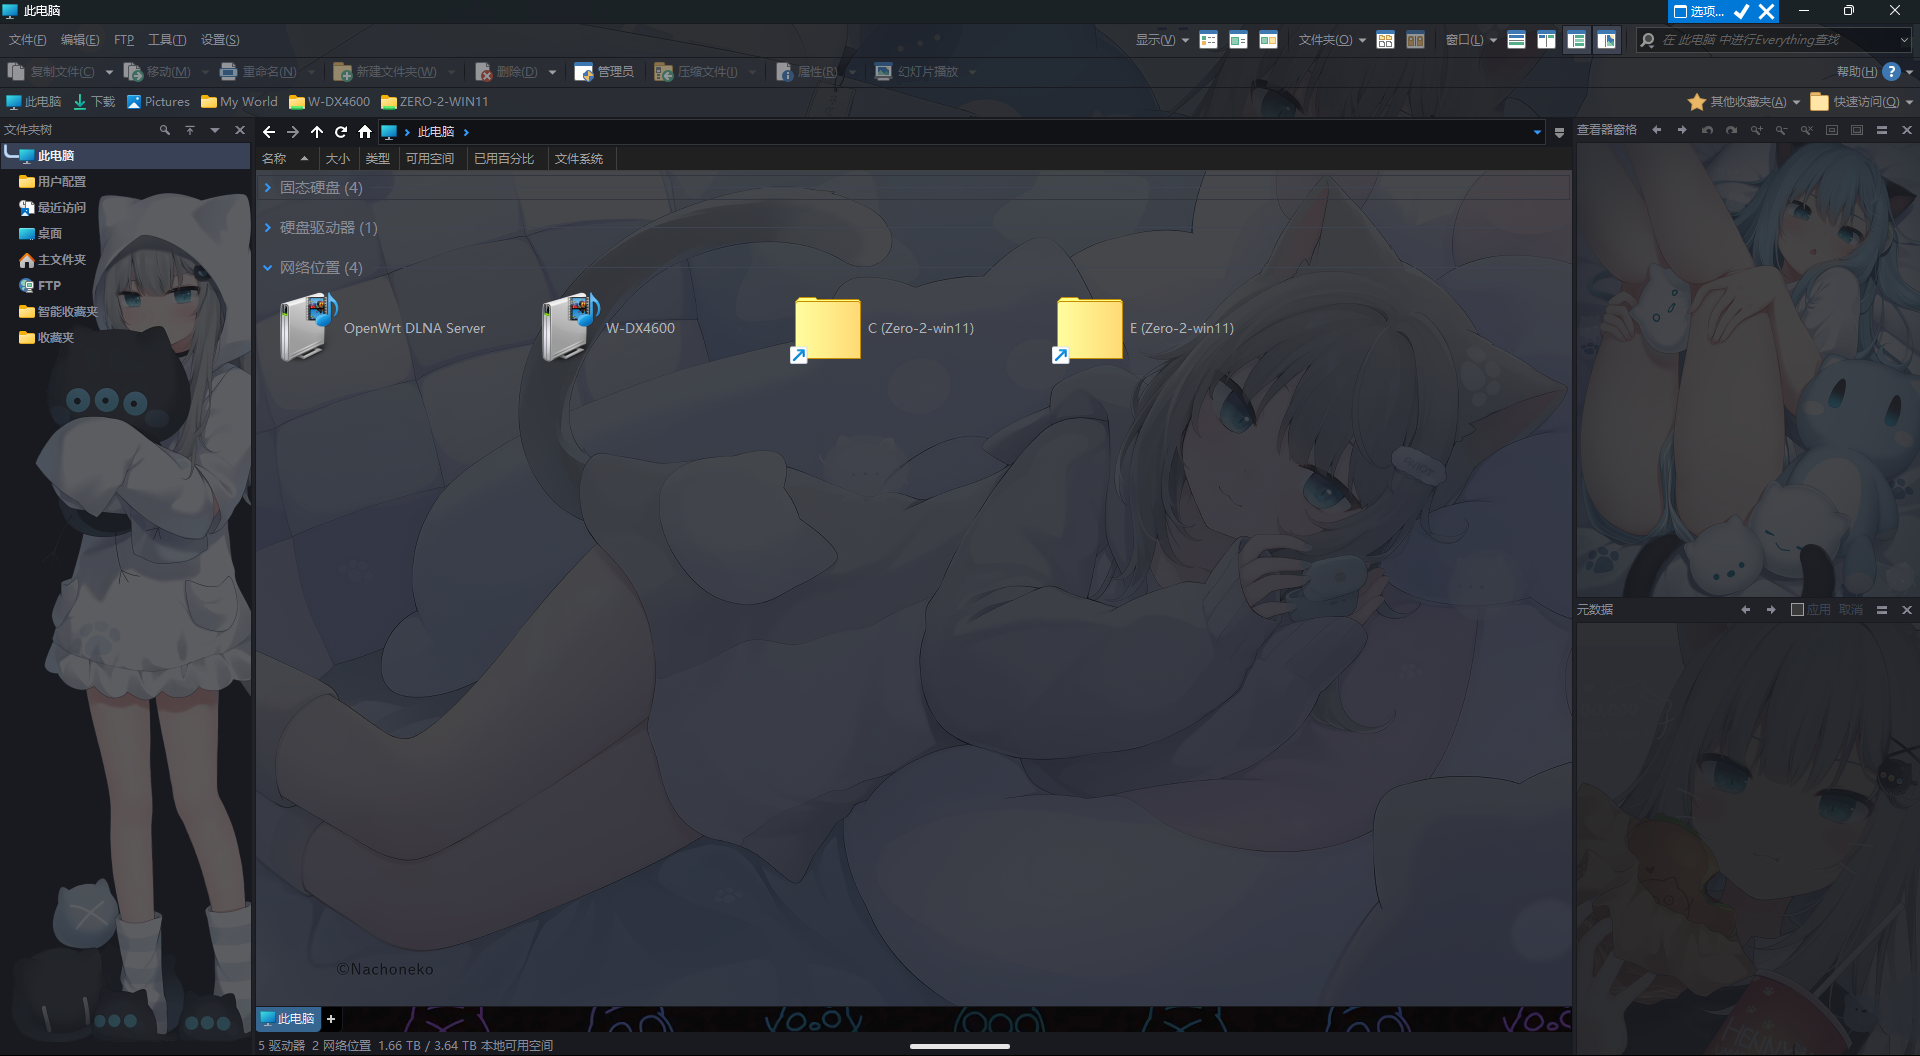 此电脑
选项...
文件(F) 编辑(E) FTP 工具(T) 设置(S)
显示(V) 文件夹(O) 窗口(L) 在 此电脑 中进行Everything查找
复制文件(C) 移动(M) 重命名(N) 新建文件夹(W) 删除(D) 管理员 压缩文件(I) 属性(R) 幻灯片播放 帮助(H)
此电脑 下载 Pictures My World W-DX4600 ZERO-2-WIN11 其他收藏夹(A) 快速访问(Q)
文件夹树
此电脑
用户配置
最近访问
桌面
主文件夹
FTP
智能收藏夹
收藏夹
此电脑
名称 大小 类型 可用空间 已用百分比 文件系统
固态硬盘 (4)
硬盘驱动器 (1)
网络位置 (4)
OpenWrt DLNA Server
W-DX4600
C (Zero-2-win11)
E (Zero-2-win11)
©Nachoneko
此电脑
5 驱动器 2 网络位置 1.66 TB / 3.64 TB 本地可用空间
查看器窗格
元数据
应用 取消